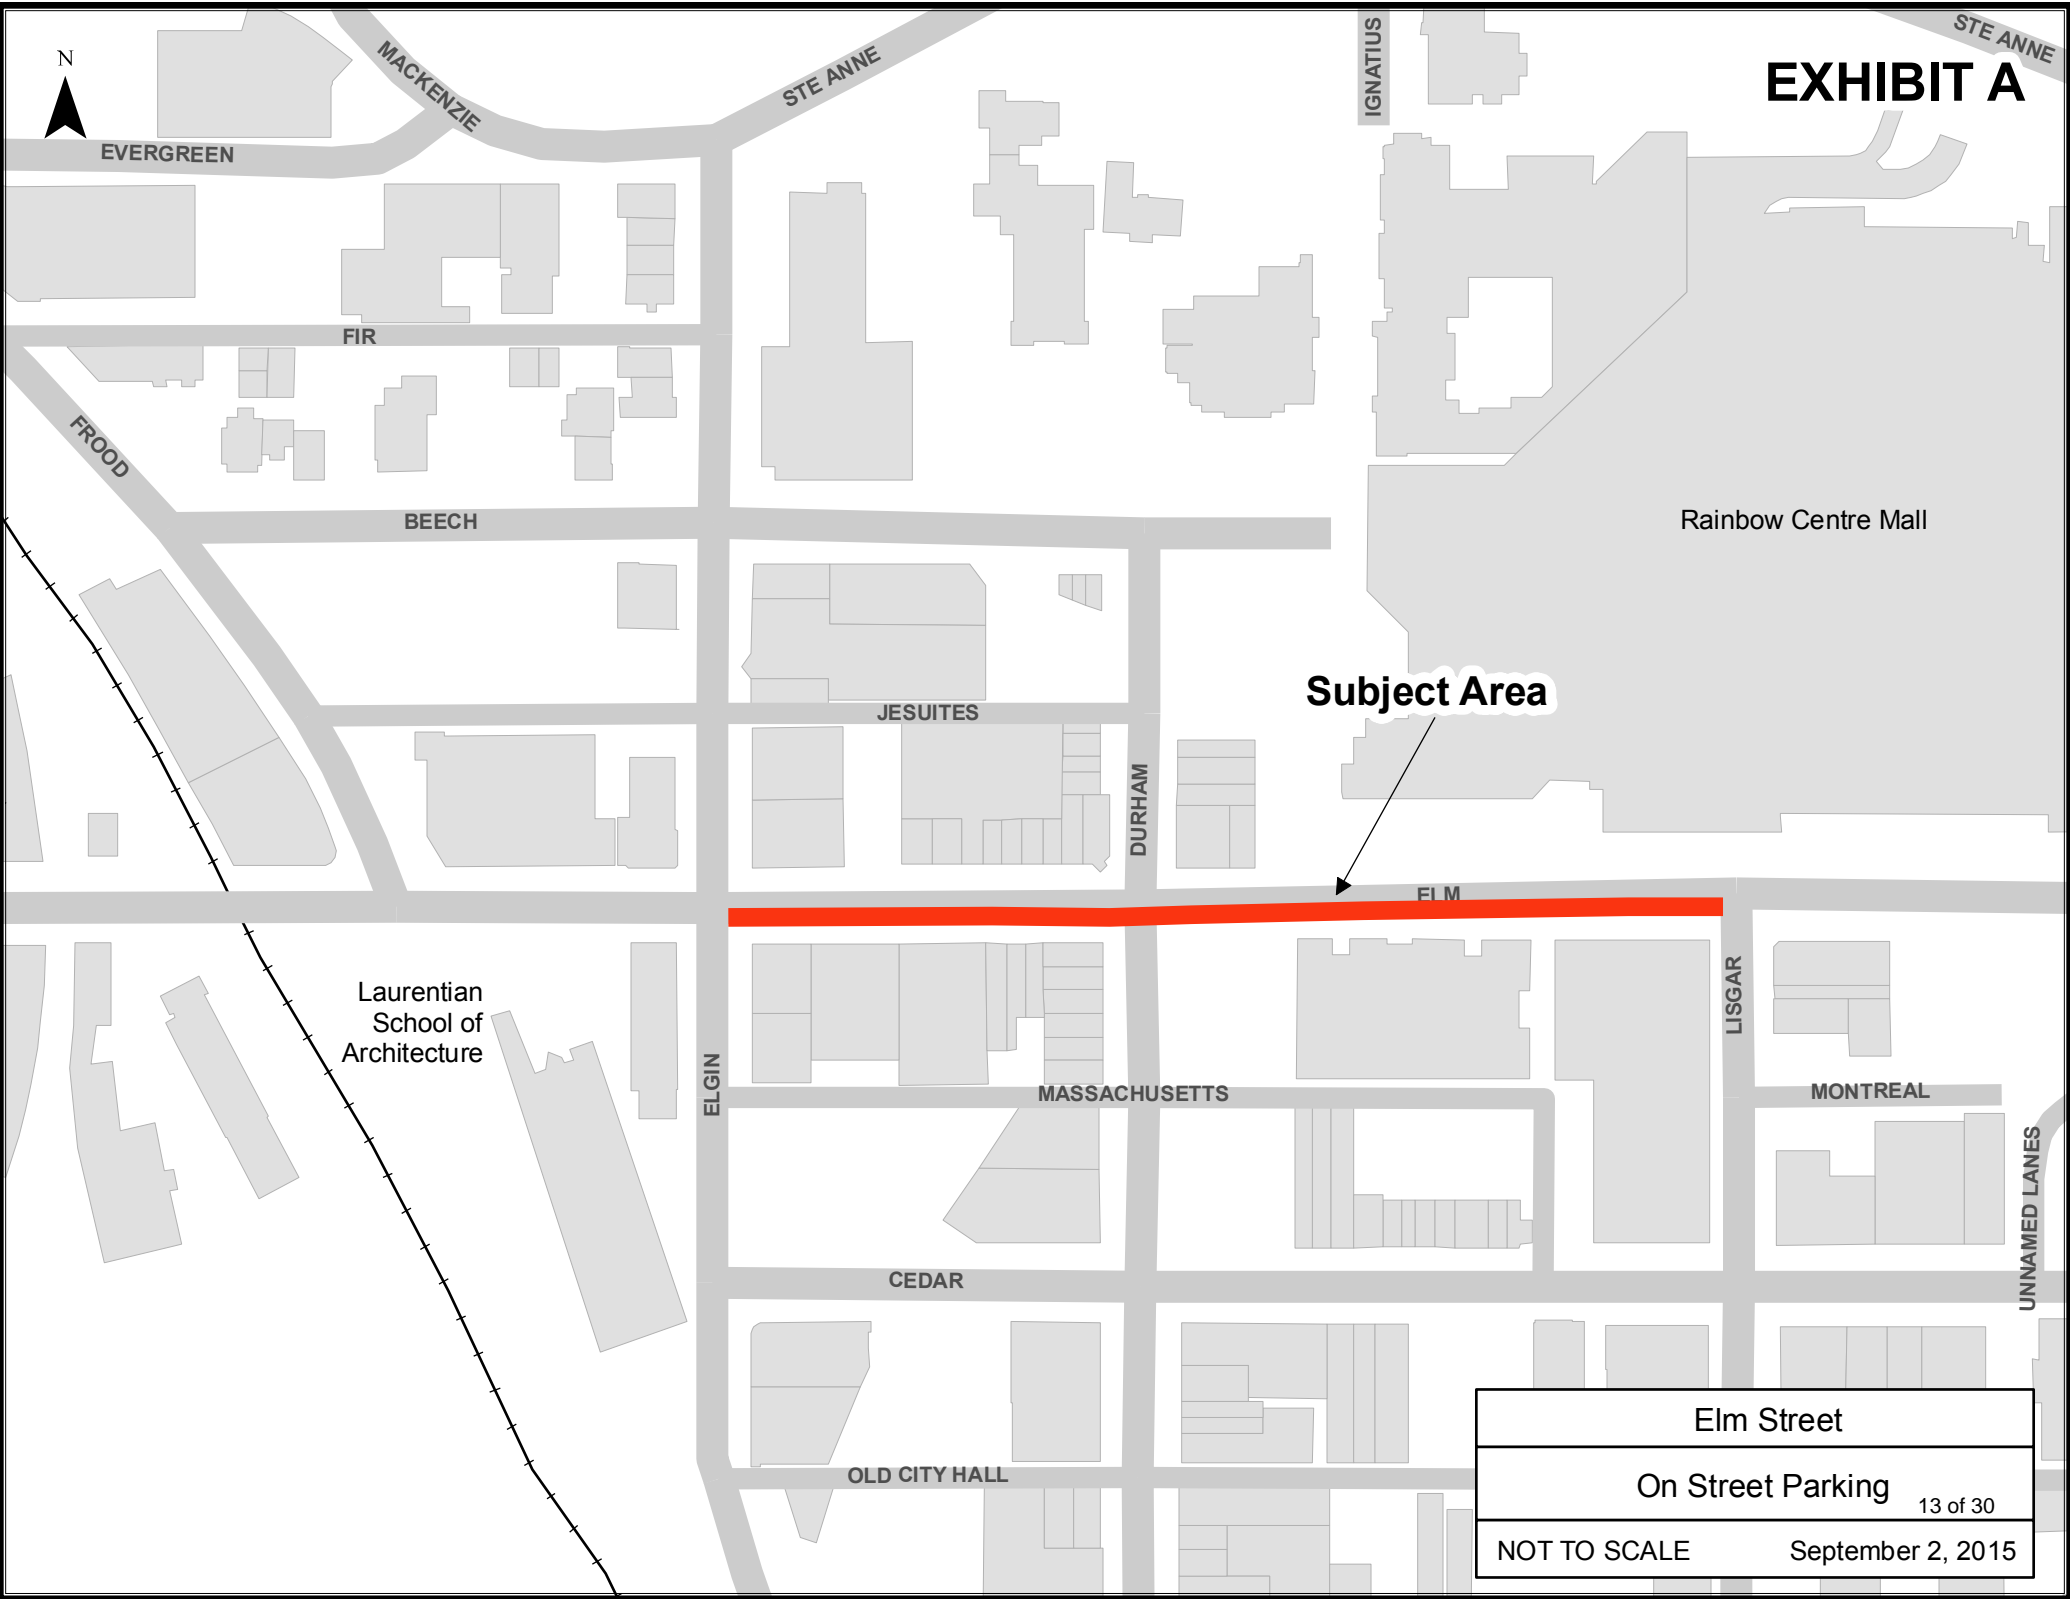 STE ANNE
IGNATIUS
MACKENZIE
STE ANNE
N
EXHIBIT A
EVERGREEN
FIR
FROOD
BEECH
Rainbow Centre Mall
Subject Area
JESUITES
DURHAM
ELM
Laurentian
School of
Architecture
LISGAR
ELGIN
MASSACHUSETTS
MONTREAL
UNNAMED LANES
CEDAR
OLD CITY HALL
Elm Street
On Street Parking
13 of 30
NOT TO SCALE
September 2, 2015